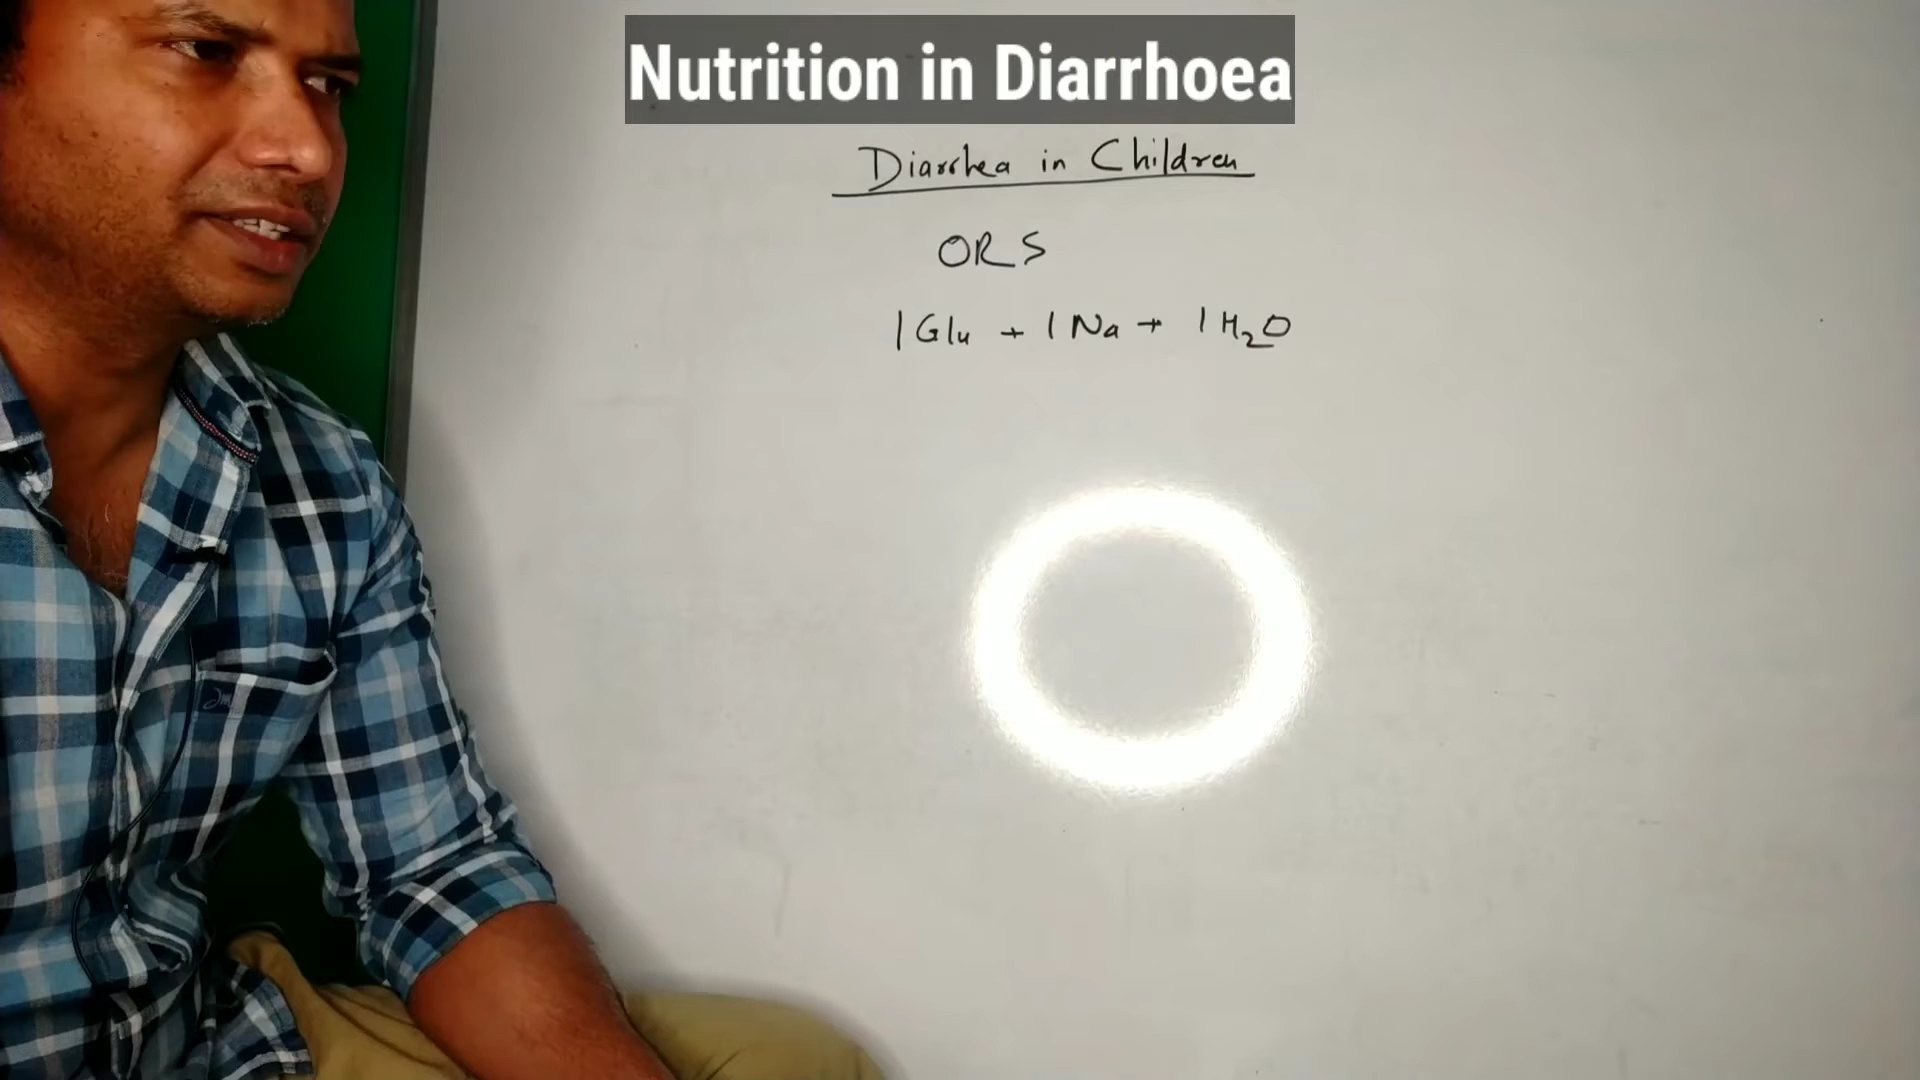 Nutrition in Diarrhoea
Diarrhea in Children
ORS
1 Glu + 1 Na + 1 H₂O